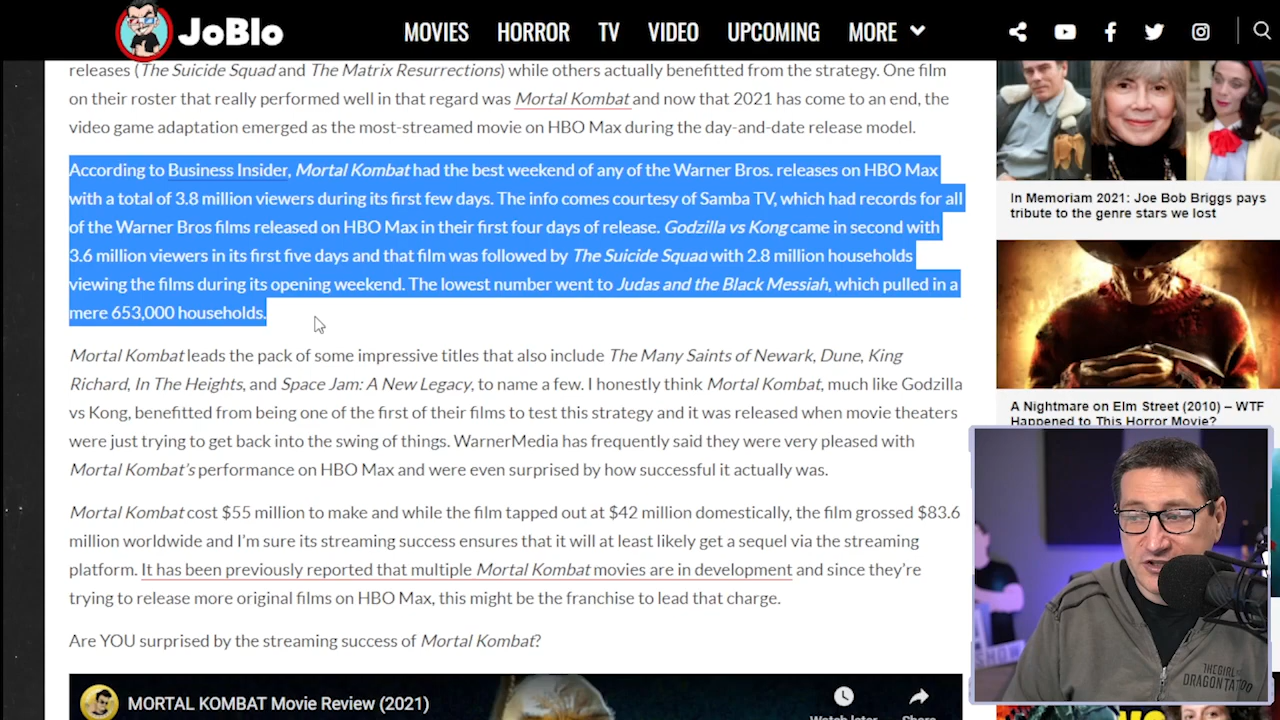 JoBlo MOVIES HORROR TV VIDEO UPCOMING MORE
releases (The Suicide Squad and The Matrix Resurrections) while others actually benefitted from the strategy. One film
on their roster that really performed well in that regard was Mortal Kombat and now that 2021 has come to an end, the
video game adaptation emerged as the most-streamed movie on HBO Max during the day-and-date release model.
According to Business Insider, Mortal Kombat had the best weekend of any of the Warner Bros. releases on HBO Max
with a total of 3.8 million viewers during its first few days. The info comes courtesy of Samba TV, which had records for all
of the Warner Bros films released on HBO Max in their first four days of release. Godzilla vs Kong came in second with
3.6 million viewers in its first five days and that film was followed by The Suicide Squad with 2.8 million households
viewing the films during its opening weekend. The lowest number went to Judas and the Black Messiah, which pulled in a
mere 653,000 households.
Mortal Kombat leads the pack of some impressive titles that also include The Many Saints of Newark, Dune, King
Richard, In The Heights, and Space Jam: A New Legacy, to name a few. I honestly think Mortal Kombat, much like Godzilla
vs Kong, benefitted from being one of the first of their films to test this strategy and it was released when movie theaters
were just trying to get back into the swing of things. WarnerMedia has frequently said they were very pleased with
Mortal Kombat's performance on HBO Max and were even surprised by how successful it actually was.
Mortal Kombat cost $55 million to make and while the film tapped out at $42 million domestically, the film grossed $83.6
million worldwide and I'm sure its streaming success ensures that it will at least likely get a sequel via the streaming
platform. It has been previously reported that multiple Mortal Kombat movies are in development and since they're
trying to release more original films on HBO Max, this might be the franchise to lead that charge.
Are YOU surprised by the streaming success of Mortal Kombat?
MORTAL KOMBAT Movie Review (2021)
Watch later Share
In Memoriam 2021: Joe Bob Briggs pays
tribute to the genre stars we lost
A Nightmare on Elm Street (2010) – WTF
Happened to This Horror Movie?
THE GIRL
DRAGON TATTOO